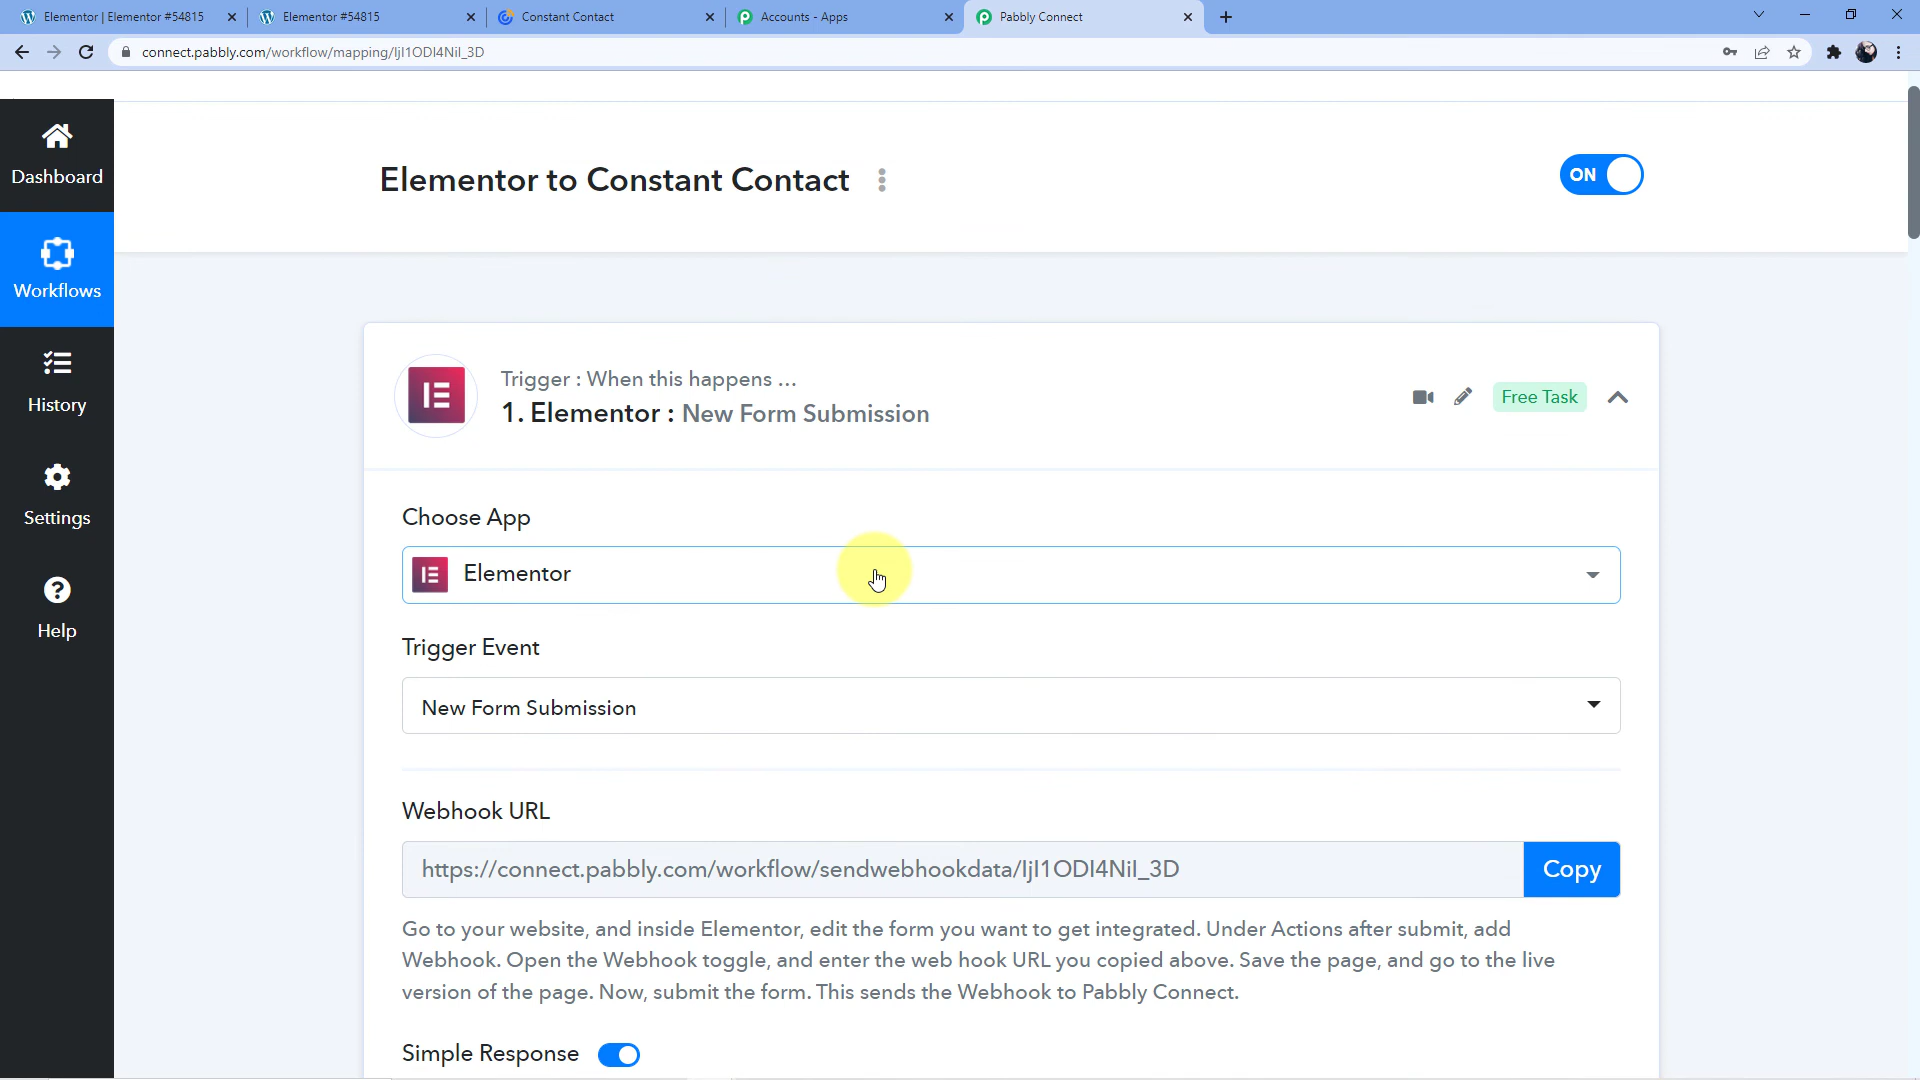 Elementor | Elementor #54815
Elementor #54815
Constant Contact
Accounts - Apps
Pabbly Connect
connect.pabbly.com/workflow/mapping/IjI1ODI4NiI_3D
Dashboard
Workflows
History
Settings
Help
Elementor to Constant Contact
ON
Trigger : When this happens ...
1. Elementor : New Form Submission
Free Task
Choose App
Elementor
Trigger Event
New Form Submission
Webhook URL
https://connect.pabbly.com/workflow/sendwebhookdata/IjI1ODI4NiI_3D
Copy
Go to your website, and inside Elementor, edit the form you want to get integrated. Under Actions after submit, add
Webhook. Open the Webhook toggle, and enter the web hook URL you copied above. Save the page, and go to the live
version of the page. Now, submit the form. This sends the Webhook to Pabbly Connect.
Simple Response